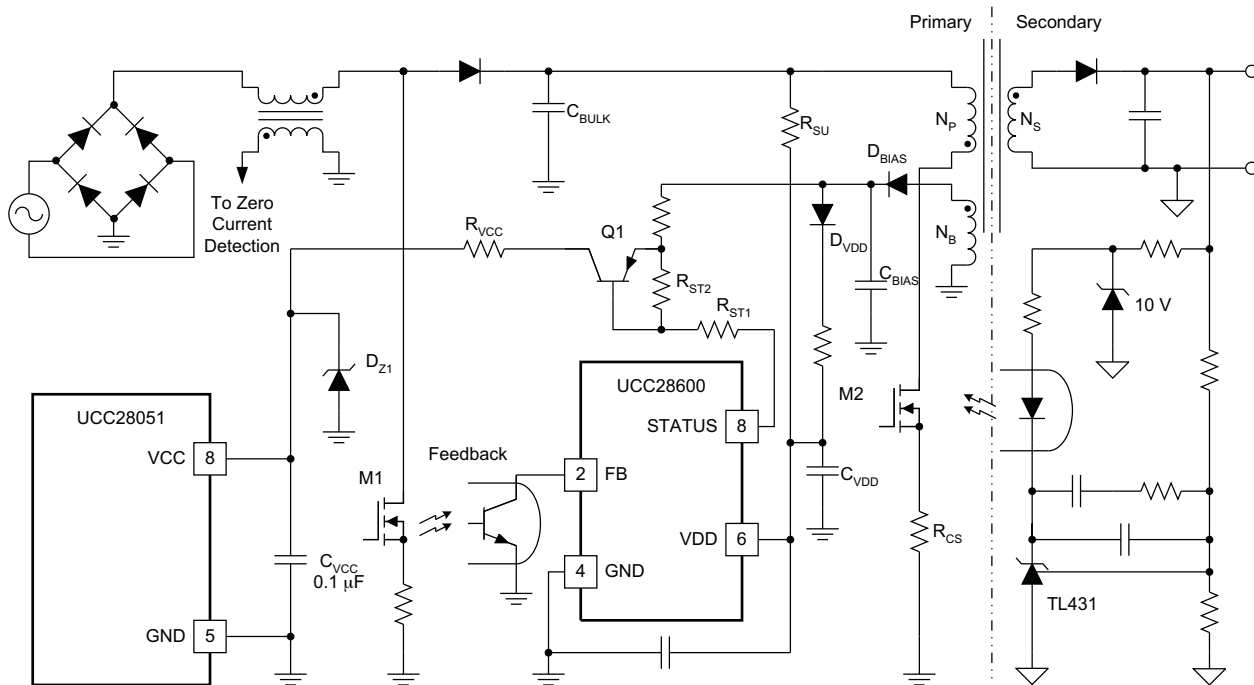 Primary
Secondary
C_BULK
R_SU
N_P
N_S
D_BIAS
To Zero
Current
Detection
R_VCC
Q1
D_VDD
N_B
C_BIAS
R_ST2
R_ST1
10 V
D_Z1
UCC28051
UCC28600
M2
STATUS
8
VCC
8
Feedback
M1
2
FB
C_VDD
VDD
6
R_CS
C_VCC
0.1 μF
4
GND
TL431
GND
5